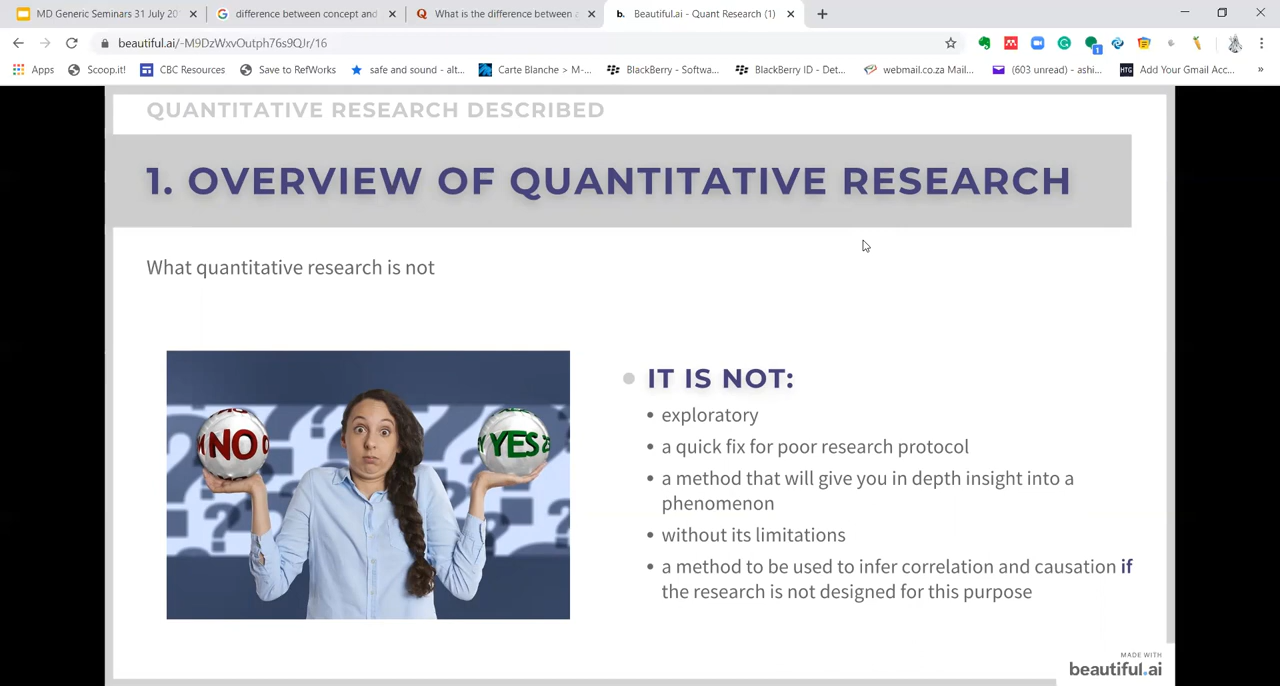 MD Generic Seminars 31 July 20
difference between concept and
What is the difference between
b. Beautiful.ai - Quant Research (1)
beautiful.ai/-M9DzWxvOutph76s9QJr/16
Apps
Scoop.it!
CBC Resources
Save to RefWorks
safe and sound - alt...
Carte Blanche > M-...
BlackBerry - Softwa...
BlackBerry ID - Det...
webmail.co.za Mail...
(603 unread) - ashi...
HTG Add Your Gmail Acc...
»
QUANTITATIVE RESEARCH DESCRIBED
1. OVERVIEW OF QUANTITATIVE RESEARCH
What quantitative research is not
NO
YES
IT IS NOT:
• exploratory
• a quick fix for poor research protocol
• a method that will give you in depth insight into a
phenomenon
• without its limitations
• a method to be used to infer correlation and causation if
the research is not designed for this purpose
MADE WITH
beautiful.ai